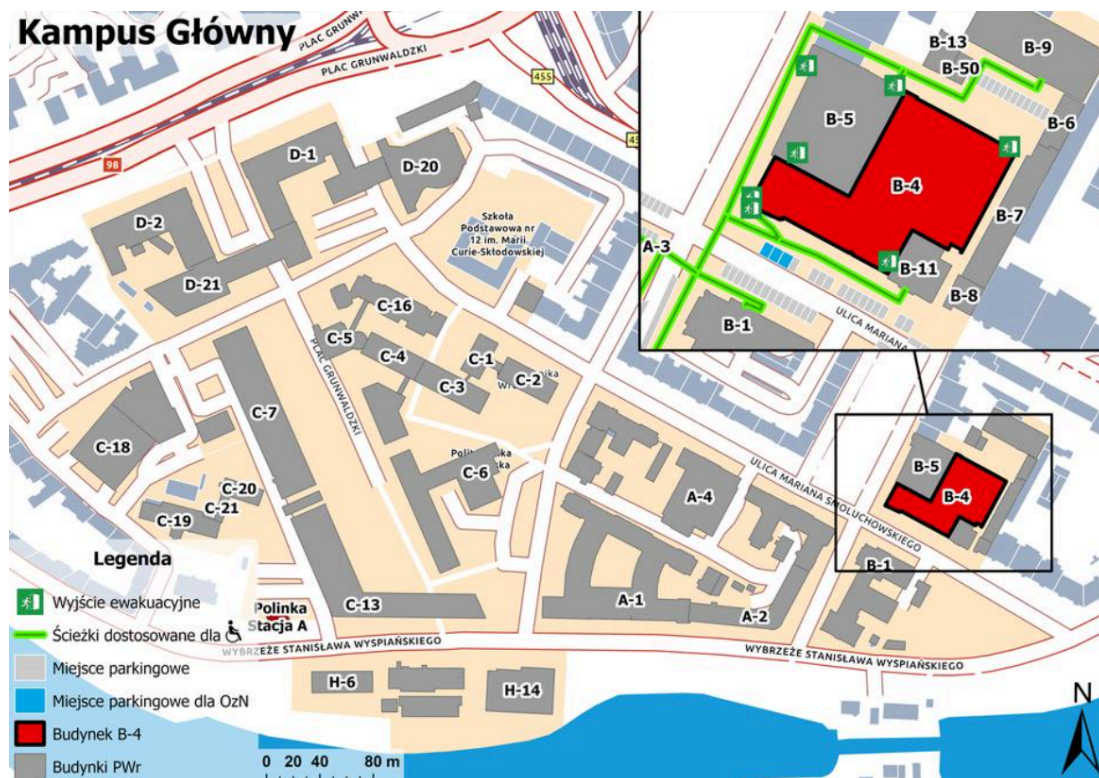 Kampus Główny
PLAC GRUNWALDZKI
PLAC GRUNWALDZKI
455
98
D-1
D-20
D-2
D-21
Szkoła
Podstawowa nr
12 im. Marii
Curie-Skłodowskiej
C-16
C-5
C-4
C-1
C-2
C-3
PLAC GRUNWALDZKI
C-7
C-18
C-6
C-20
C-21
C-19
C-13
A-4
A-1
A-2
ULICA MARIANA SMOLUCHOWSKIEGO
B-5
B-4
B-1
B-13
B-9
B-50
B-5
B-6
B-4
B-7
A-3
B-11
B-8
B-1
ULICA MARIANA
Legenda
Wyjście ewakuacyjne
Ścieżki dostosowane dla
Miejsce parkingowe
Miejsce parkingowe dla OzN
Budynek B-4
Budynki PWr
Polinka
Stacja A
WYBRZEŻE STANISŁAWA WYSPIAŃSKIEGO
WYBRZEŻE STANISŁAWA WYSPIAŃSKIEGO
H-6
H-14
0 20 40 80 m
N